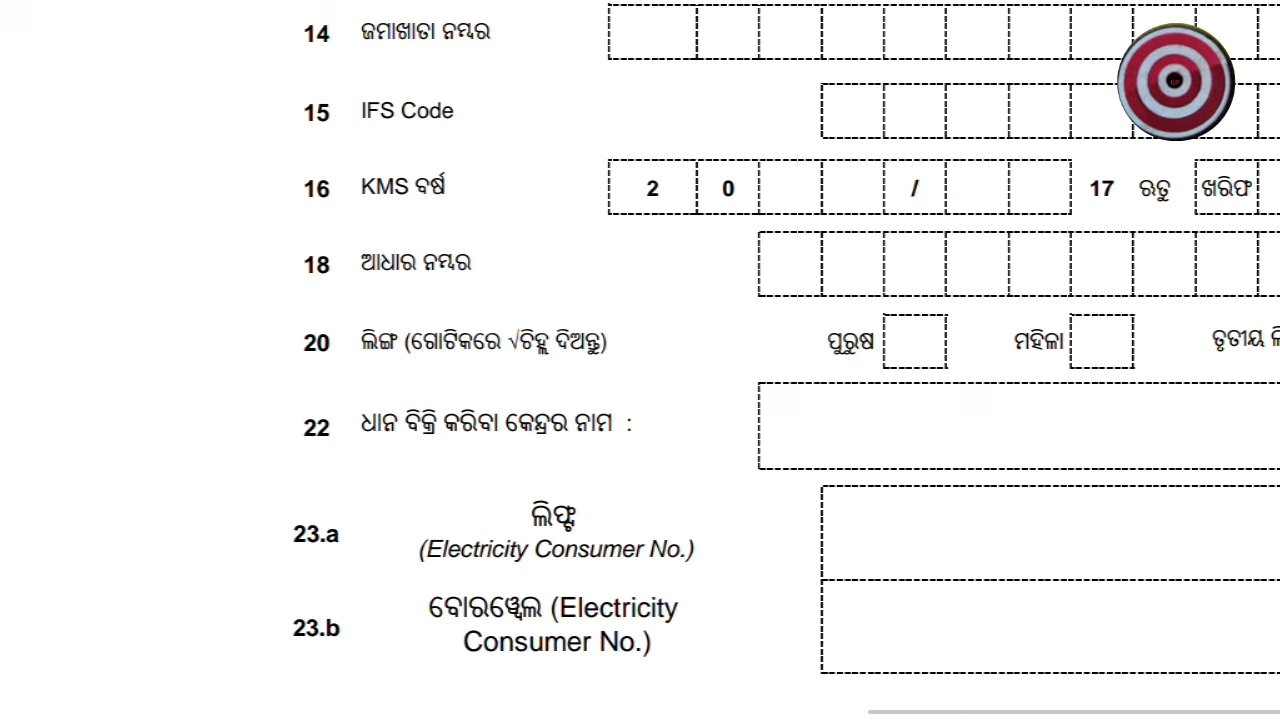 14 ଜମାଖାତା ନମ୍ବର
15 IFS Code
16 KMS ବର୍ଷ 2 0 / 17 ଋତୁ ଖରିଫ
18 ଆଧାର ନମ୍ବର
20 ଲିଙ୍ଗ (ଗୋଟିକରେ √ଚିହ୍ନ ଦିଅନ୍ତୁ) ପୁରୁଷ ମହିଳା ତୃତୀୟ
22 ଧାନ ବିକ୍ରି କରିବା କେନ୍ଦ୍ରର ନାମ :
23.a ଲିଫ୍ଟ
(Electricity Consumer No.)
23.b ବୋରୱେଲ (Electricity
Consumer No.)